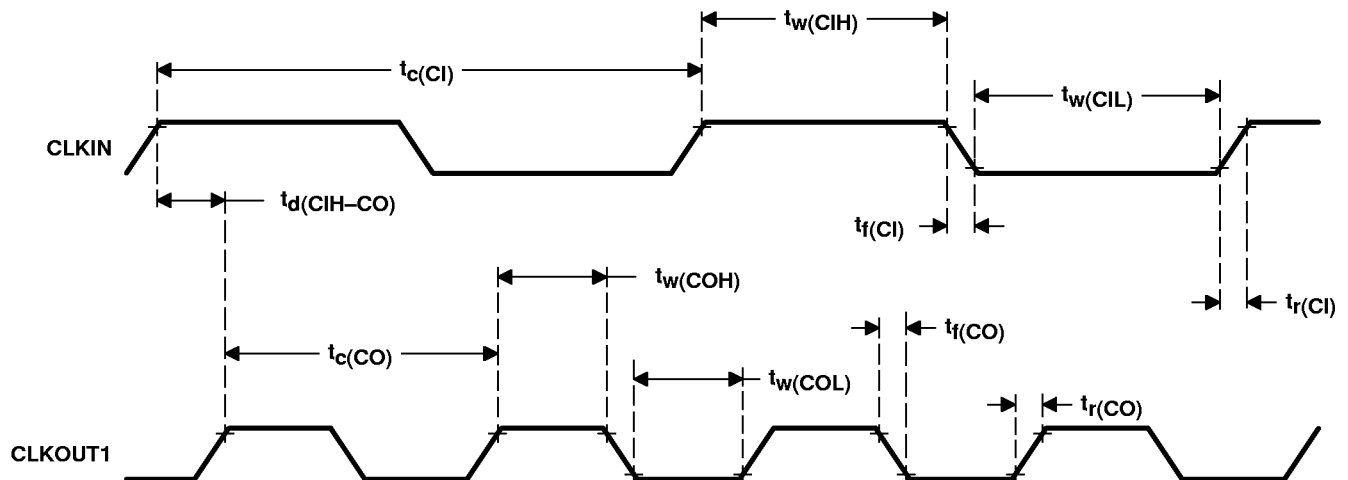 tw(CIH)
tc(CI)
tw(CIL)
CLKIN
td(CIH–CO)
tf(CI)
tw(COH)
tr(CI)
tf(CO)
tc(CO)
tw(COL)
tr(CO)
CLKOUT1